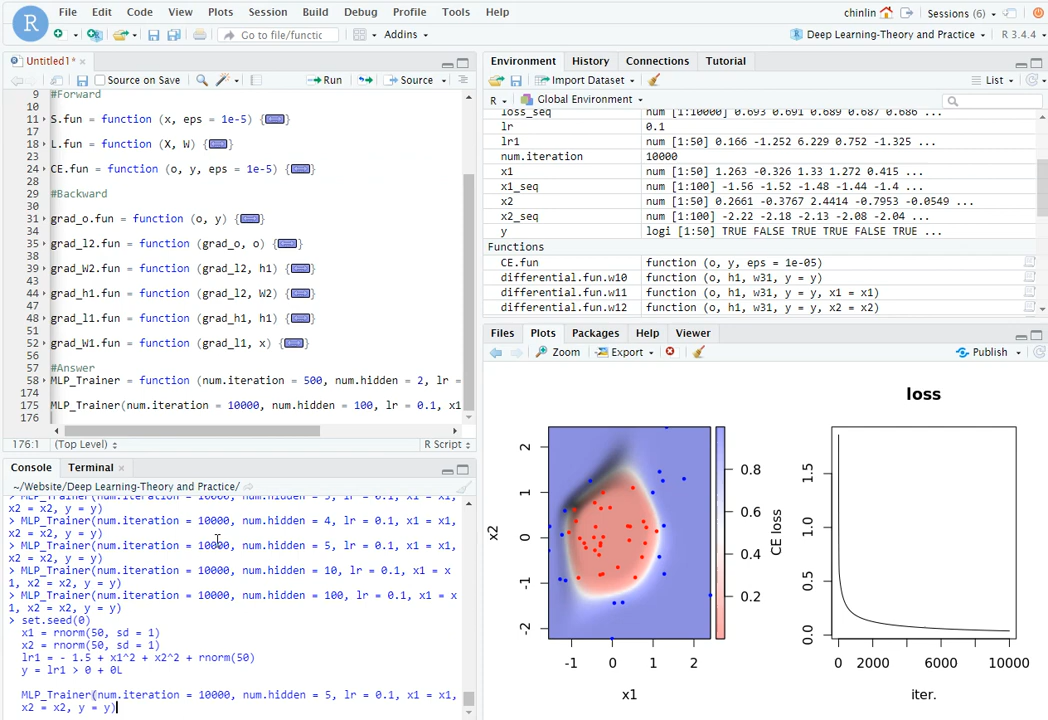 File Edit Code View Plots Session Build Debug Profile Tools Help
chinlin Sessions (6)
Go to file/functic Addins
Deep Learning-Theory and Practice R 3.4.4
Untitled1* ×
Source on Save Run Source
9 #Forward
10
11 S.fun = function (x, eps = 1e-5) {
17
18 L.fun = function (X, W) {
23
24 CE.fun = function (o, y, eps = 1e-5) {
28
29 #Backward
30
31 grad_o.fun = function (o, y) {
34
35 grad_l2.fun = function (grad_o, o) {
38
39 grad_W2.fun = function (grad_l2, h1) {
43
44 grad_h1.fun = function (grad_l2, W2) {
47
48 grad_l1.fun = function (grad_h1, h1) {
51
52 grad_W1.fun = function (grad_l1, x) {
56
57 #Answer
58 MLP_Trainer = function (num.iteration = 500, num.hidden = 2, lr =
174
175 MLP_Trainer(num.iteration = 10000, num.hidden = 100, lr = 0.1, x1
176
176:1 (Top Level) R Script
Console Terminal ×
~/Website/Deep Learning-Theory and Practice/
> MLP_Trainer(num.iteration = 10000, num.hidden = 3, lr = 0.1, x1 = x1,
x2 = x2, y = y)
> MLP_Trainer(num.iteration = 10000, num.hidden = 4, lr = 0.1, x1 = x1,
x2 = x2, y = y)
> MLP_Trainer(num.iteration = 10000, num.hidden = 5, lr = 0.1, x1 = x1,
x2 = x2, y = y)
> MLP_Trainer(num.iteration = 10000, num.hidden = 10, lr = 0.1, x1 = x
1, x2 = x2, y = y)
> MLP_Trainer(num.iteration = 10000, num.hidden = 100, lr = 0.1, x1 = x
1, x2 = x2, y = y)
> set.seed(0)
x1 = rnorm(50, sd = 1)
x2 = rnorm(50, sd = 1)
lr1 = - 1.5 + x1^2 + x2^2 + rnorm(50)
y = lr1 > 0 + 0L
MLP_Trainer(num.iteration = 10000, num.hidden = 5, lr = 0.1, x1 = x1,
x2 = x2, y = y)
Environment History Connections Tutorial
Import Dataset List
R Global Environment
loss_seq num [1:10000] 0.693 0.691 0.689 0.687 0.686 ...
lr 0.1
lr1 num [1:50] 0.166 -1.252 6.229 0.752 -1.325 ...
num.iteration 10000
x1 num [1:50] 1.263 -0.326 1.33 1.272 0.415 ...
x1_seq num [1:100] -1.56 -1.52 -1.48 -1.44 -1.4 ...
x2 num [1:50] 0.2661 -0.3767 2.4414 -0.7953 -0.0549 ...
x2_seq num [1:100] -2.22 -2.18 -2.13 -2.08 -2.04 ...
y logi [1:50] TRUE FALSE TRUE TRUE FALSE TRUE ...
Functions
CE.fun function (o, y, eps = 1e-05)
differential.fun.w10 function (o, h1, w31, y = y)
differential.fun.w11 function (o, h1, w31, y = y, x1 = x1)
differential.fun.w12 function (o, h1, w31, y = y, x2 = x2)
Files Plots Packages Help Viewer
Zoom Export Publish
loss
x2
2
1
0
-1
-2
-1 0 1 2
x1
0.8
0.6
0.4
0.2
CE loss
1.5
1.0
0.5
0.0
0 2000 6000 10000
iter.